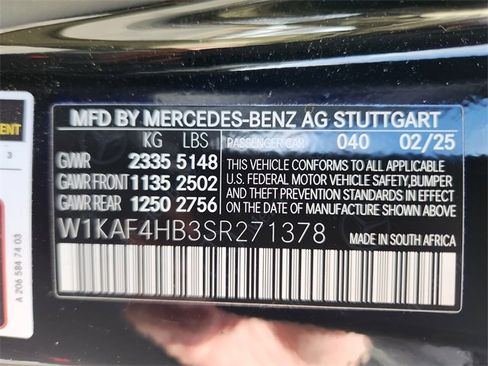 MFD BY MERCEDES-BENZ AG STUTTGART
KG LBS PASSENGER CAR 040 02/25
GVWR 2335 5148
GAWR FRONT 1135 2502
GAWR REAR 1250 2756
THIS VEHICLE CONFORMS TO ALL APPLICABLE
U.S. FEDERAL MOTOR VEHICLE SAFETY,BUMPER
AND THEFT PREVENTION STANDARDS IN EFFECT
ON THE DATE OF MANUFACTURE SHOWN ABOVE.
W1KAF4HB3SR271378
MADE IN SOUTH AFRICA
3
A 206 584 74 03